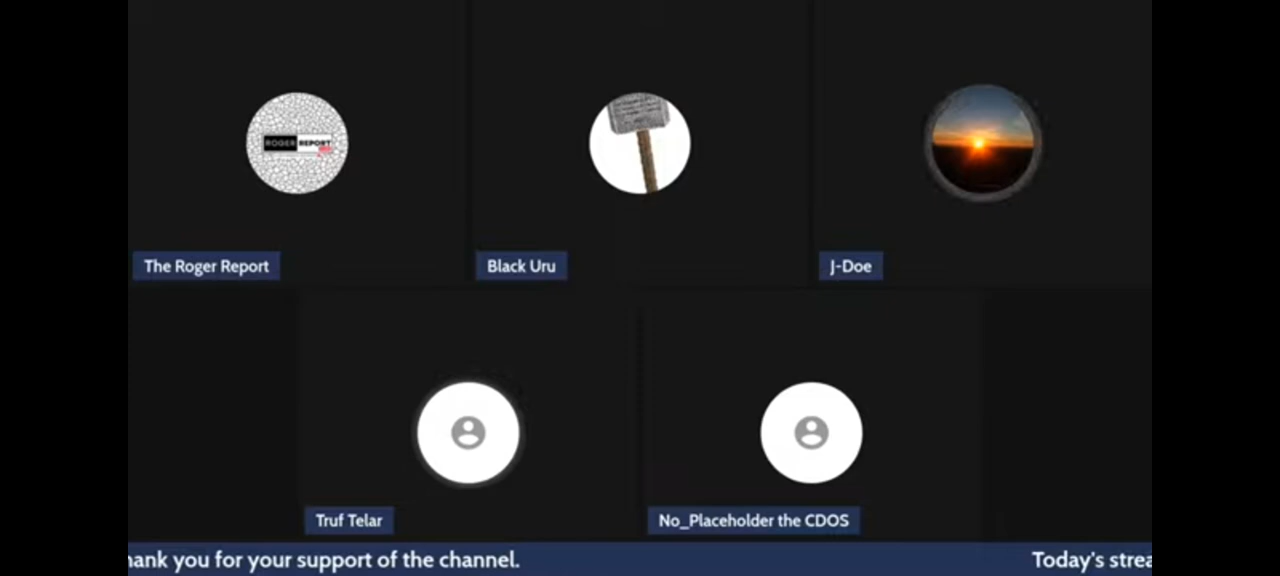 ROGER REPORT
The Roger Report
Black Uru
J-Doe
Truf Telar
No_Placeholder the CDOS
hank you for your support of the channel. Today's strea